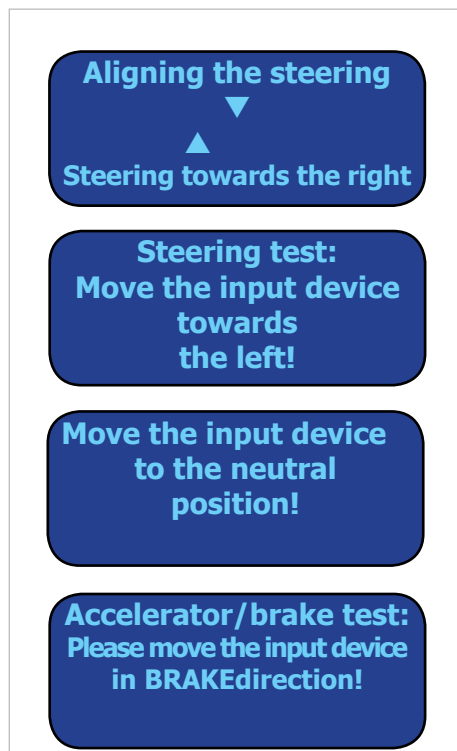 Aligning the steering
▼
▲
Steering towards the right
Steering test:
Move the input device
towards
the left!
Move the input device
to the neutral
position!
Accelerator/brake test:
Please move the input device
in BRAKEdirection!